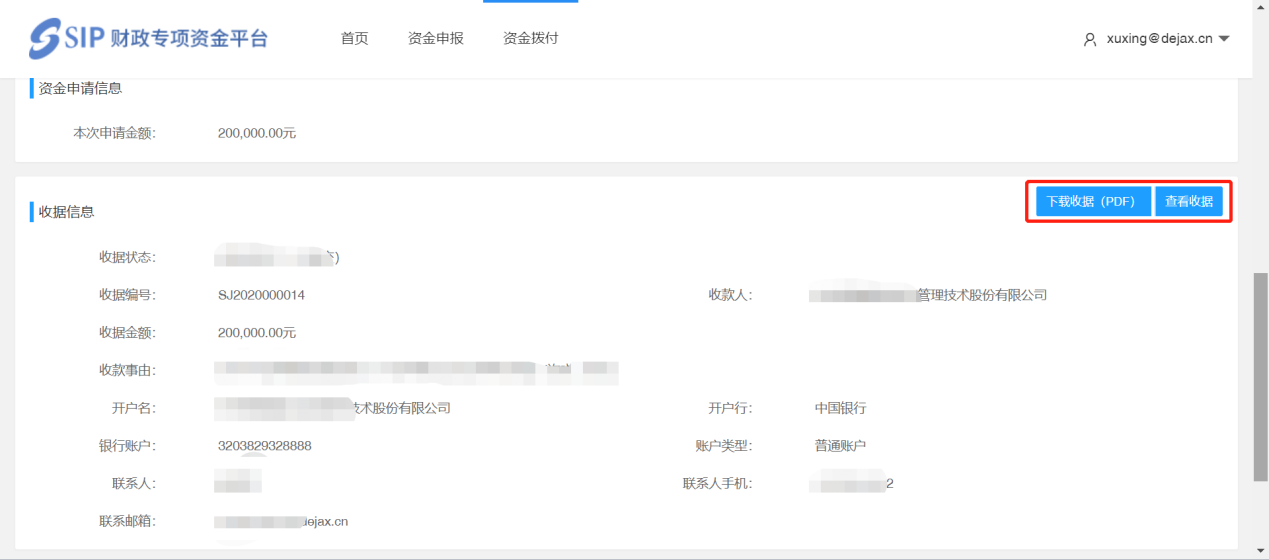 SIP 财政专项资金平台 首页 资金申报 资金拨付 xuxing@dejax.cn
资金申请信息
本次申请金额: 200,000.00元
收据信息 下载收据（PDF） 查看收据
收据状态: )
收据编号: SJ2020000014 收款人: 管理技术股份有限公司
收据金额: 200,000.00元
收款事由:
开户名: 技术股份有限公司 开户行: 中国银行
银行账户: 3203829328888 账户类型: 普通账户
联系人: 联系人手机: 2
联系邮箱: dejax.cn